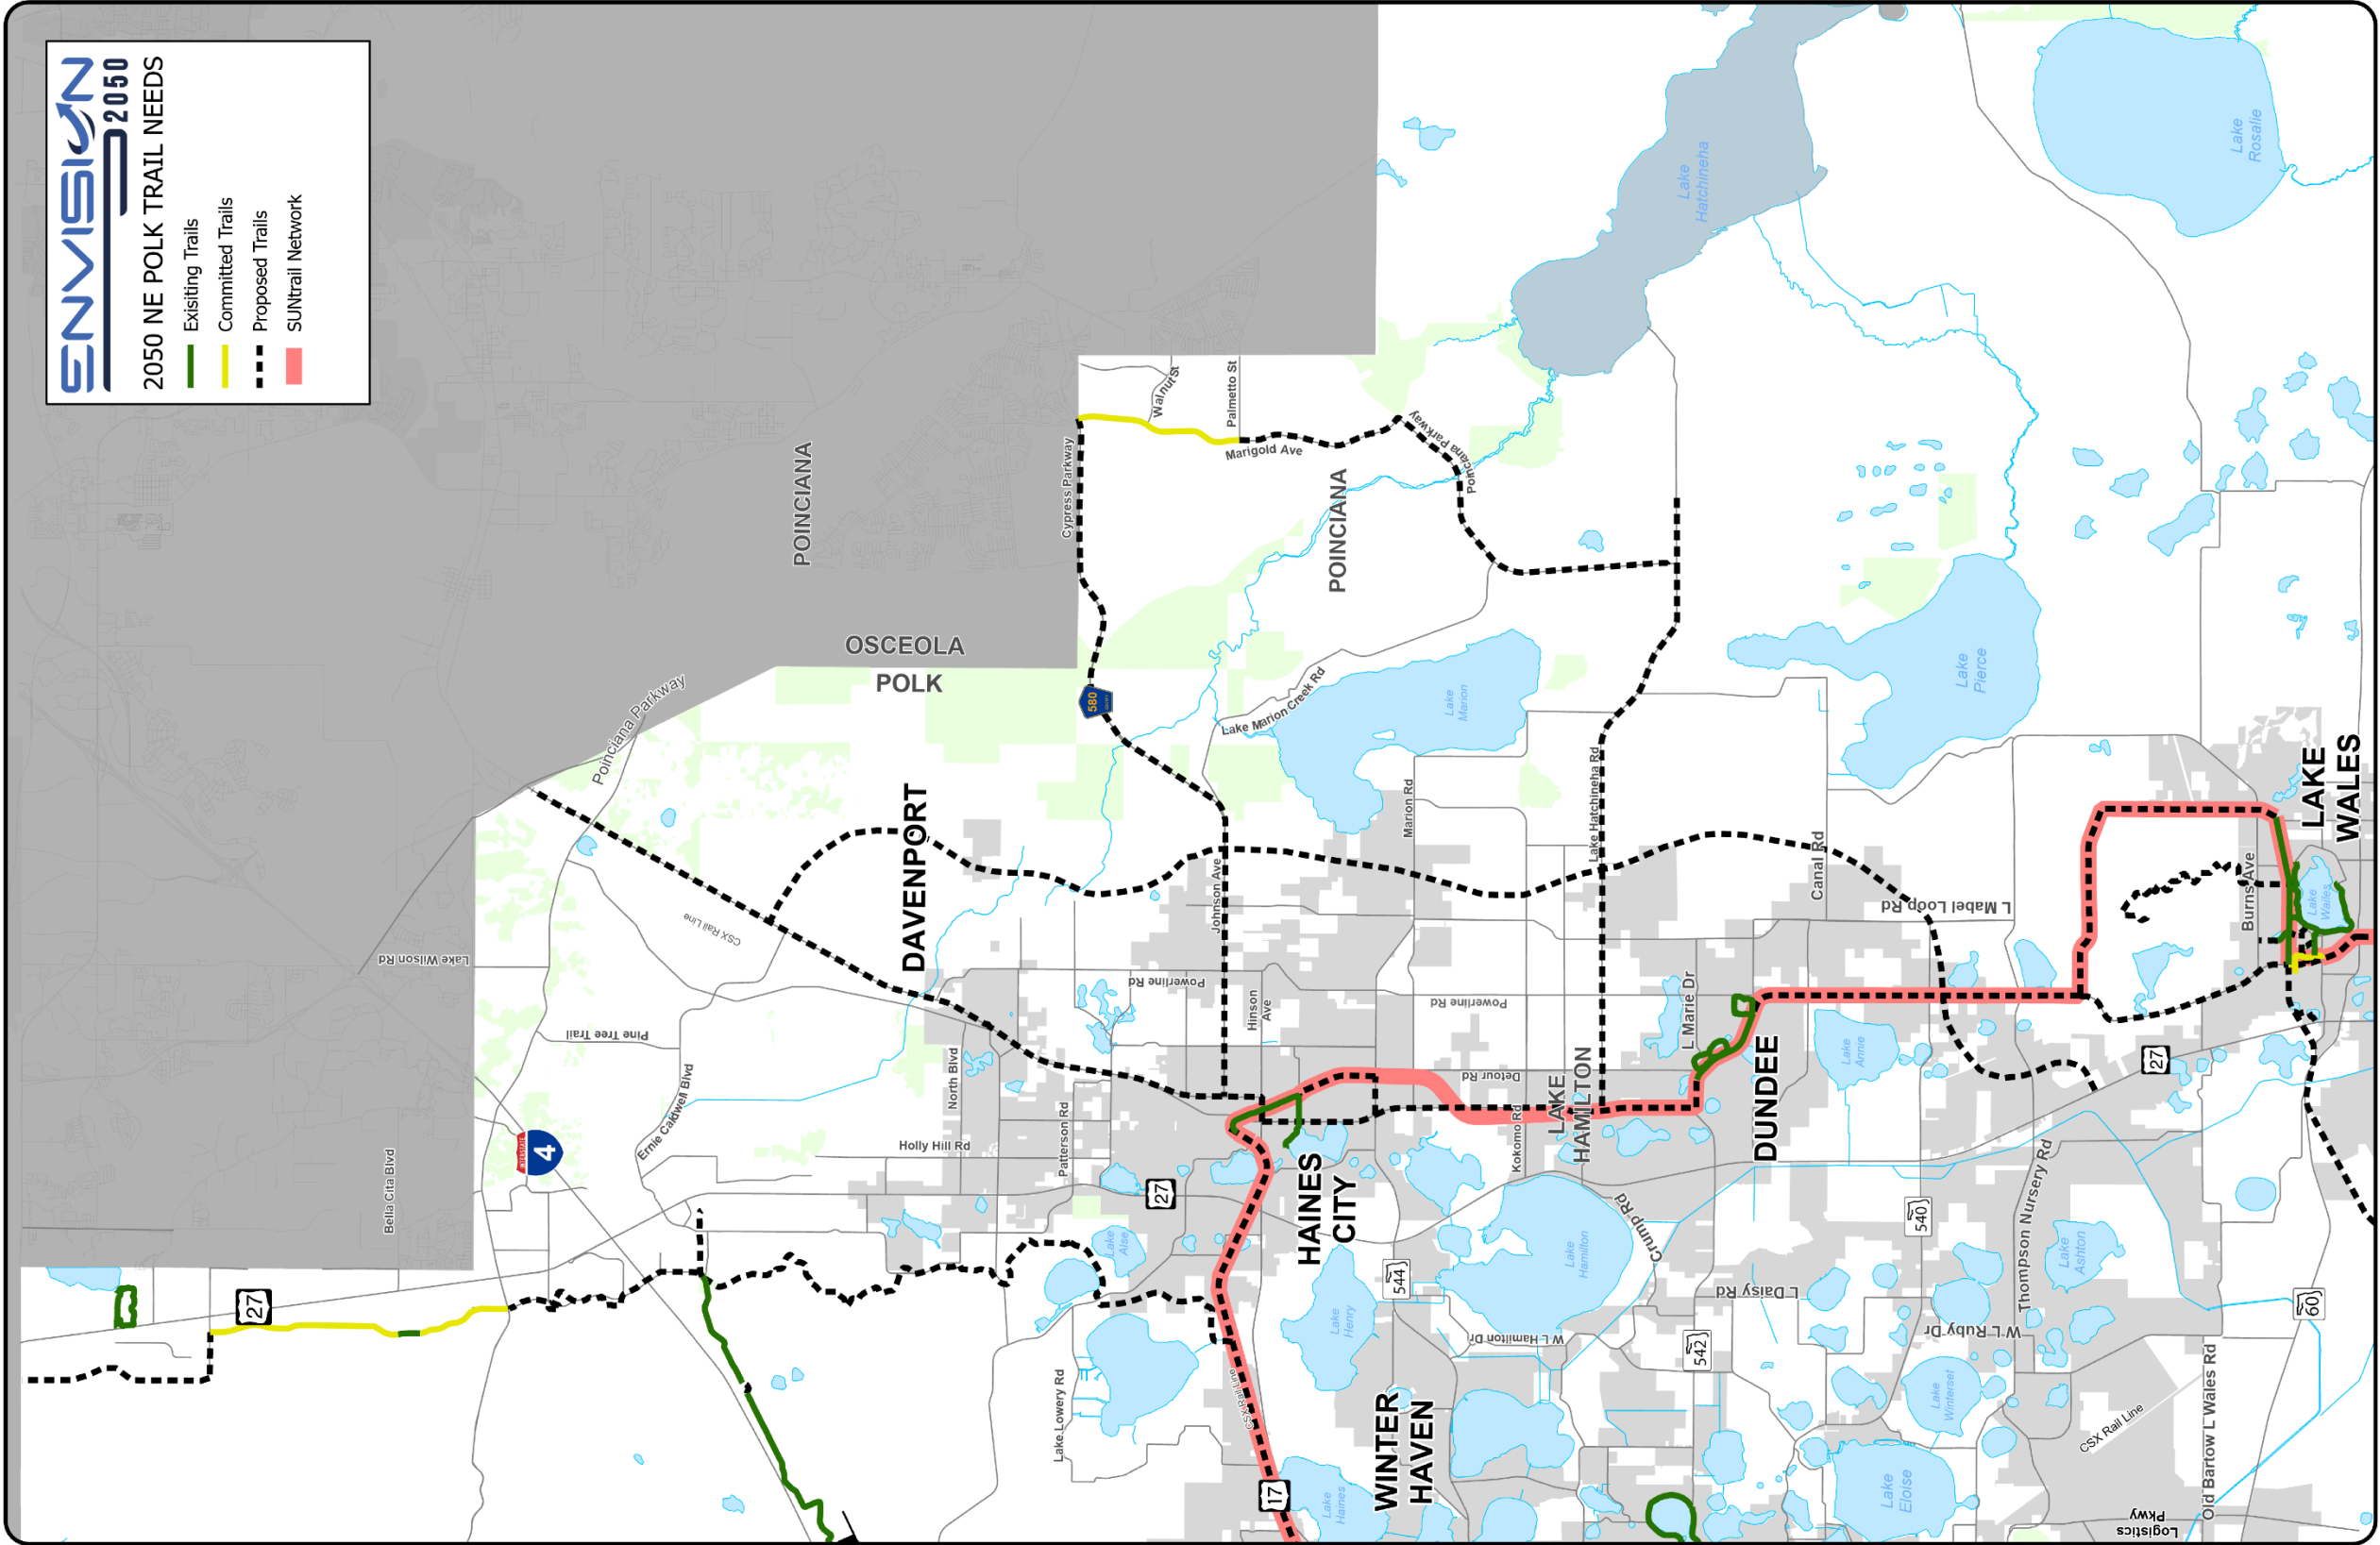 ENVISION
2050
2050 NE POLK TRAIL NEEDS
Exisiting Trails
Committed Trails
Proposed Trails
SUNtrail Network
Lake
Hatchineha
Lake
Rosalie
Walnut St
Palmetto St
Cypress Parkway
Marigold Ave
Poinciana Parkway
POINCIANA
POINCIANA
OSCEOLA
POLK
580
Poinciana Parkway
Lake Marion Creek Rd
Lake
Marion
Lake
Pierce
DAVENPORT
Marion Rd
Lake Hatchineha Rd
LAKE
WALES
CSX Rail Line
Johnson Ave
Canal Rd
L Mabel Loop Rd
Burns Ave
Lake
Wailes
Lake Wilson Rd
Powerline Rd
Hinson
Ave
Powerline Rd
L Marie Dr
Pine Tree Trail
North Blvd
Ernie Caldwell Blvd
Detour Rd
LAKE
HAMILTON
DUNDEE
Lake
Annie
27
INTERSTATE
4
Bella Cita Blvd
Holly Hill Rd
Patterson Rd
Kokomo Rd
27
HAINES
CITY
Lake
Alse
544
Lake
Hamilton
Crump Rd
540
Thompson Nursery Rd
Lake
Ashton
27
Lake
Henry
L Daisy Rd
60
W L Hamilton Dr
542
W L Ruby Dr
Lake Lowery Rd
CSX Rail Line
WINTER
HAVEN
Lake
Winterset
CSX Rail Line
Old Bartow L Wales Rd
17
Lake
Haines
Lake
Eloise
Logistics
Pkwy